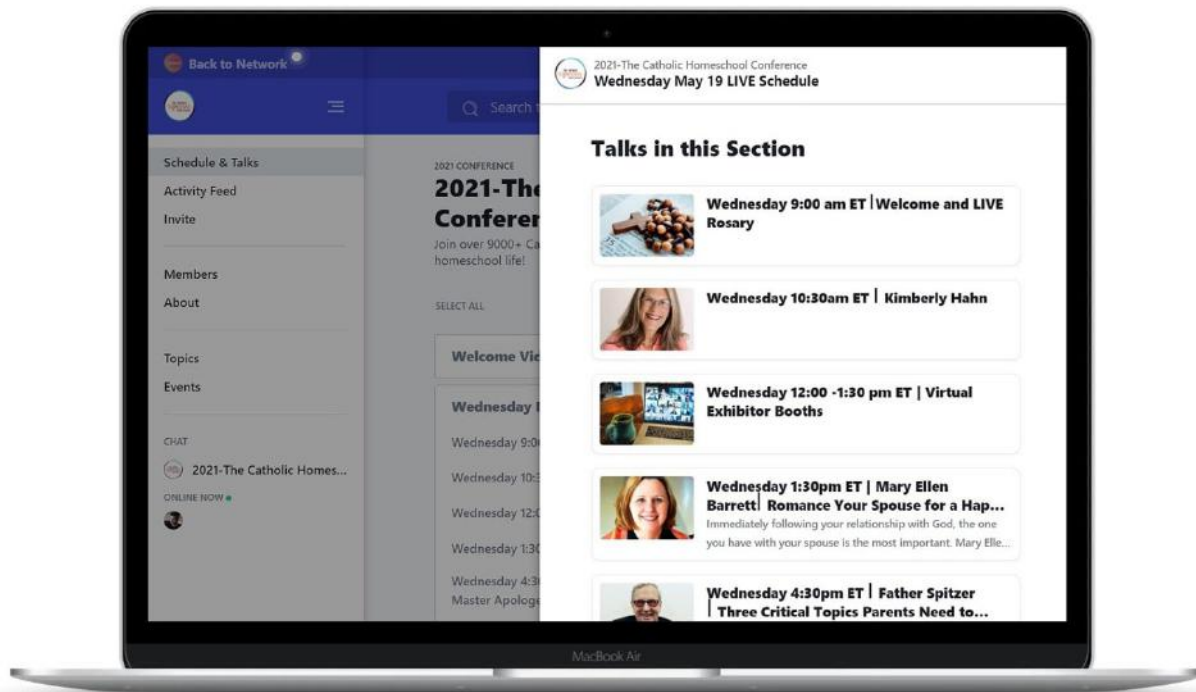 Back to Network
Search t
Schedule & Talks
Activity Feed
Invite
Members
About
Topics
Events
CHAT
2021-The Catholic Homes...
ONLINE NOW
2021 CONFERENCE
2021-The
Conferen
Join over 9000+ Ca
homeschool life!
SELECT ALL
Welcome Vid
Wednesday
Wednesday 9:0
Wednesday 10:3
Wednesday 12:0
Wednesday 1:30
Wednesday 4:3
Master Apologe
2021-The Catholic Homeschool Conference
Wednesday May 19 LIVE Schedule
Talks in this Section
Wednesday 9:00 am ET | Welcome and LIVE
Rosary
Wednesday 10:30am ET | Kimberly Hahn
Wednesday 12:00 -1:30 pm ET | Virtual
Exhibitor Booths
Wednesday 1:30pm ET | Mary Ellen
Barrett| Romance Your Spouse for a Hap...
Immediately following your relationship with God, the one
you have with your spouse is the most important. Mary Elle...
Wednesday 4:30pm ET | Father Spitzer
| Three Critical Topics Parents Need to...
MacBook Air